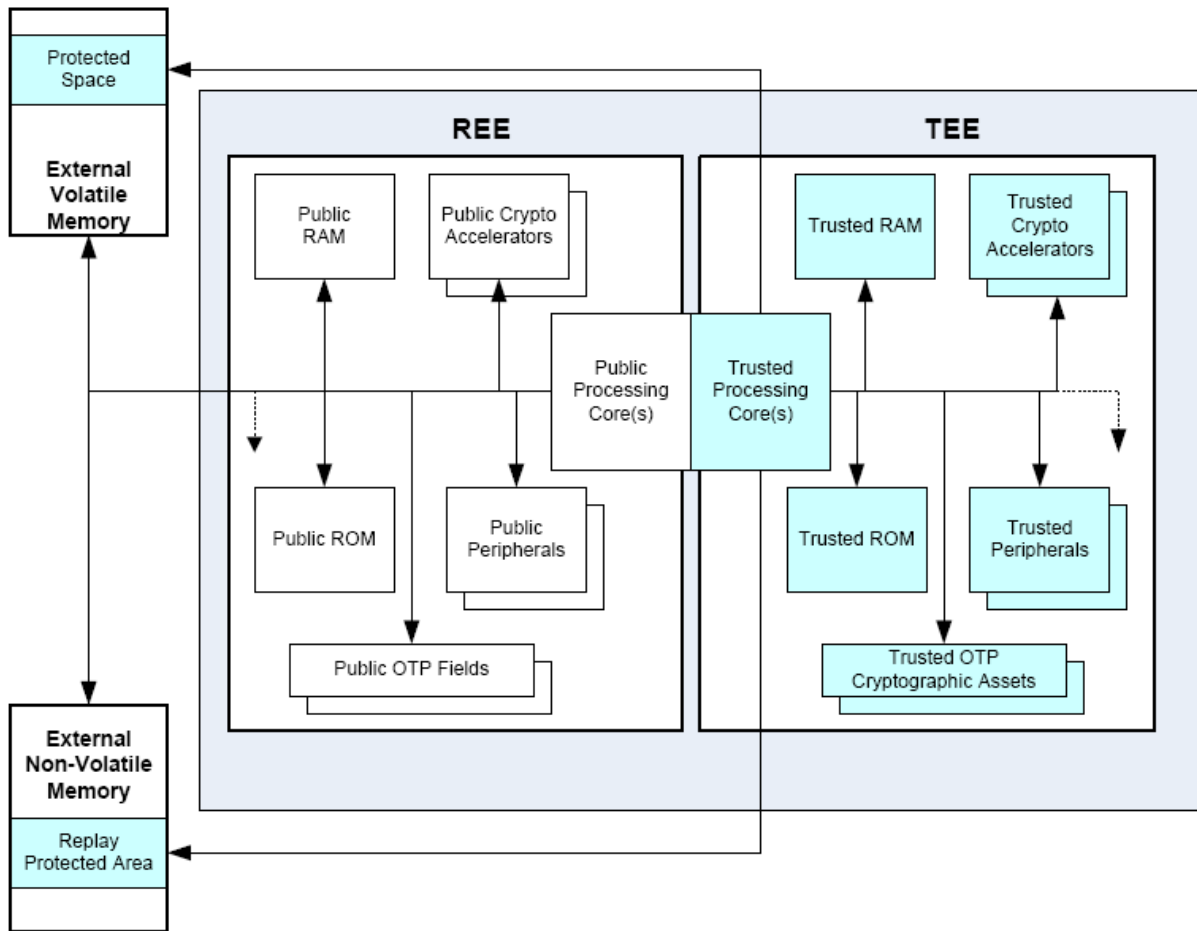 Protected
Space
External
Volatile
Memory
REE
TEE
Public
RAM
Public Crypto
Accelerators
Trusted RAM
Trusted
Crypto
Accelerators
Public
Processing
Core(s)
Trusted
Processing
Core(s)
Public ROM
Public
Peripherals
Trusted ROM
Trusted
Peripherals
Public OTP Fields
Trusted OTP
Cryptographic Assets
External
Non-Volatile
Memory
Replay
Protected Area